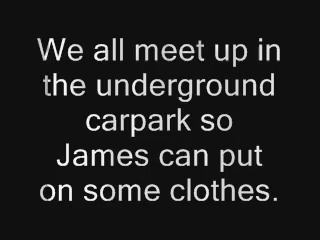 We all meet up in
the underground
carpark so
James can put
on some clothes.